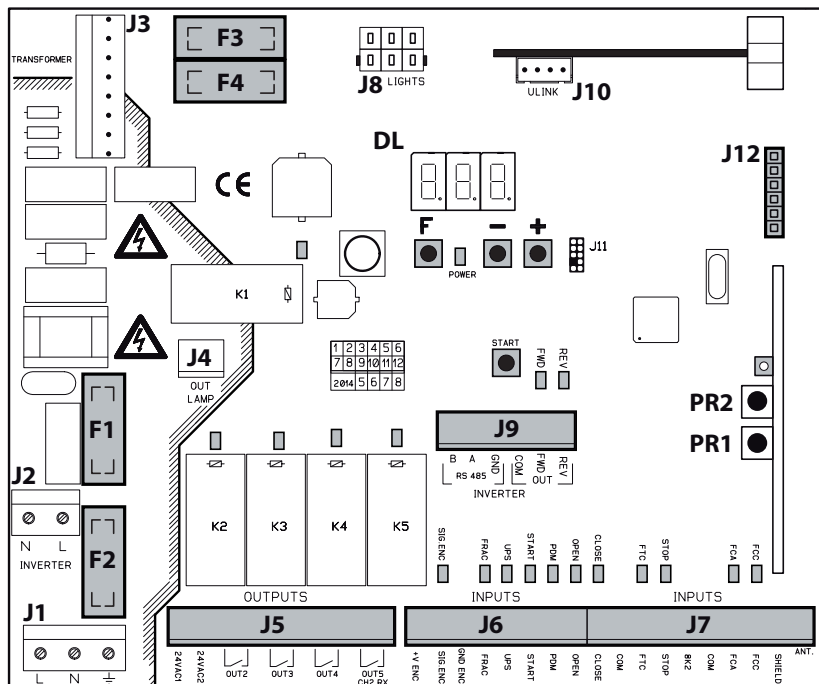 J3
F3
F4
TRANSFORMER
J8 LIGHTS
ULINK J10
DL
8. 8. 8.
J12
CE
F - +
POWER
J11
K1
START
FWD
REV
J4
OUT
LAMP
1 2 3 4 5 6
7 8 9 10 11 12
2014 5 6 7 8
PR2
PR1
F1
J9
B A GND COM FWD REV
RS 485 OUT
INVERTER
J2
N L
INVERTER
F2
K2 K3 K4 K5
SIG.ENC FRAC UPS START PDM OPEN CLOSE FTC STOP FCA FCC
OUTPUTS INPUTS INPUTS
J1
L N
J5 J6 J7
24VAC1 24VAC2 OUT2 OUT3 OUT4 OUT5
CH2 RX
+V ENC SIG ENC GND ENC FRAC UPS START PDM OPEN CLOSE COM FTC STOP BK2 COM FCA FCC SHIELD ANT.